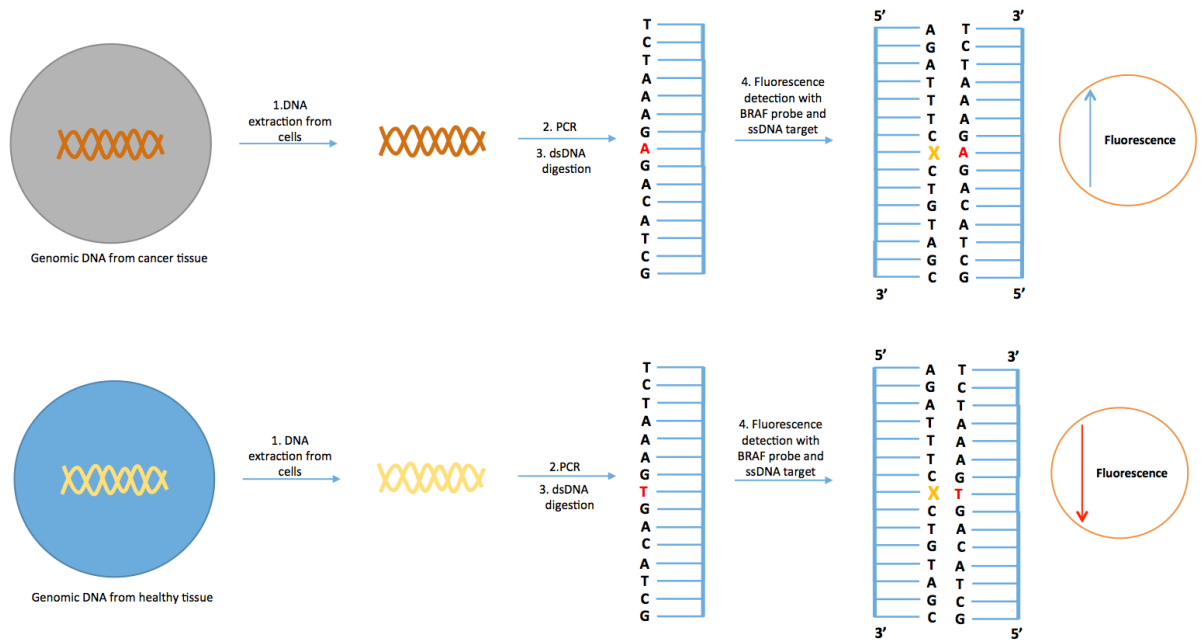 Genomic DNA from cancer tissue
1.DNA
extraction from
cells
2. PCR
3. dsDNA
digestion
T
C
T
A
A
A
G
A
G
A
C
A
T
C
G
4. Fluorescence
detection with
BRAF probe and
ssDNA target
5’ 3’
A T
G C
A T
T A
T A
T A
C G
X A
C G
T A
G C
T A
A T
G C
C G
3’ 5’
Fluorescence
Genomic DNA from healthy tissue
1. DNA
extraction from
cells
2.PCR
3. dsDNA
digestion
T
C
T
A
A
A
G
T
G
A
C
A
T
C
G
4. Fluorescence
detection with
BRAF probe and
ssDNA target
5’ 3’
A T
G C
A T
T A
T A
T A
C G
X T
C G
T A
G C
T A
A T
G C
C G
3’ 5’
Fluorescence